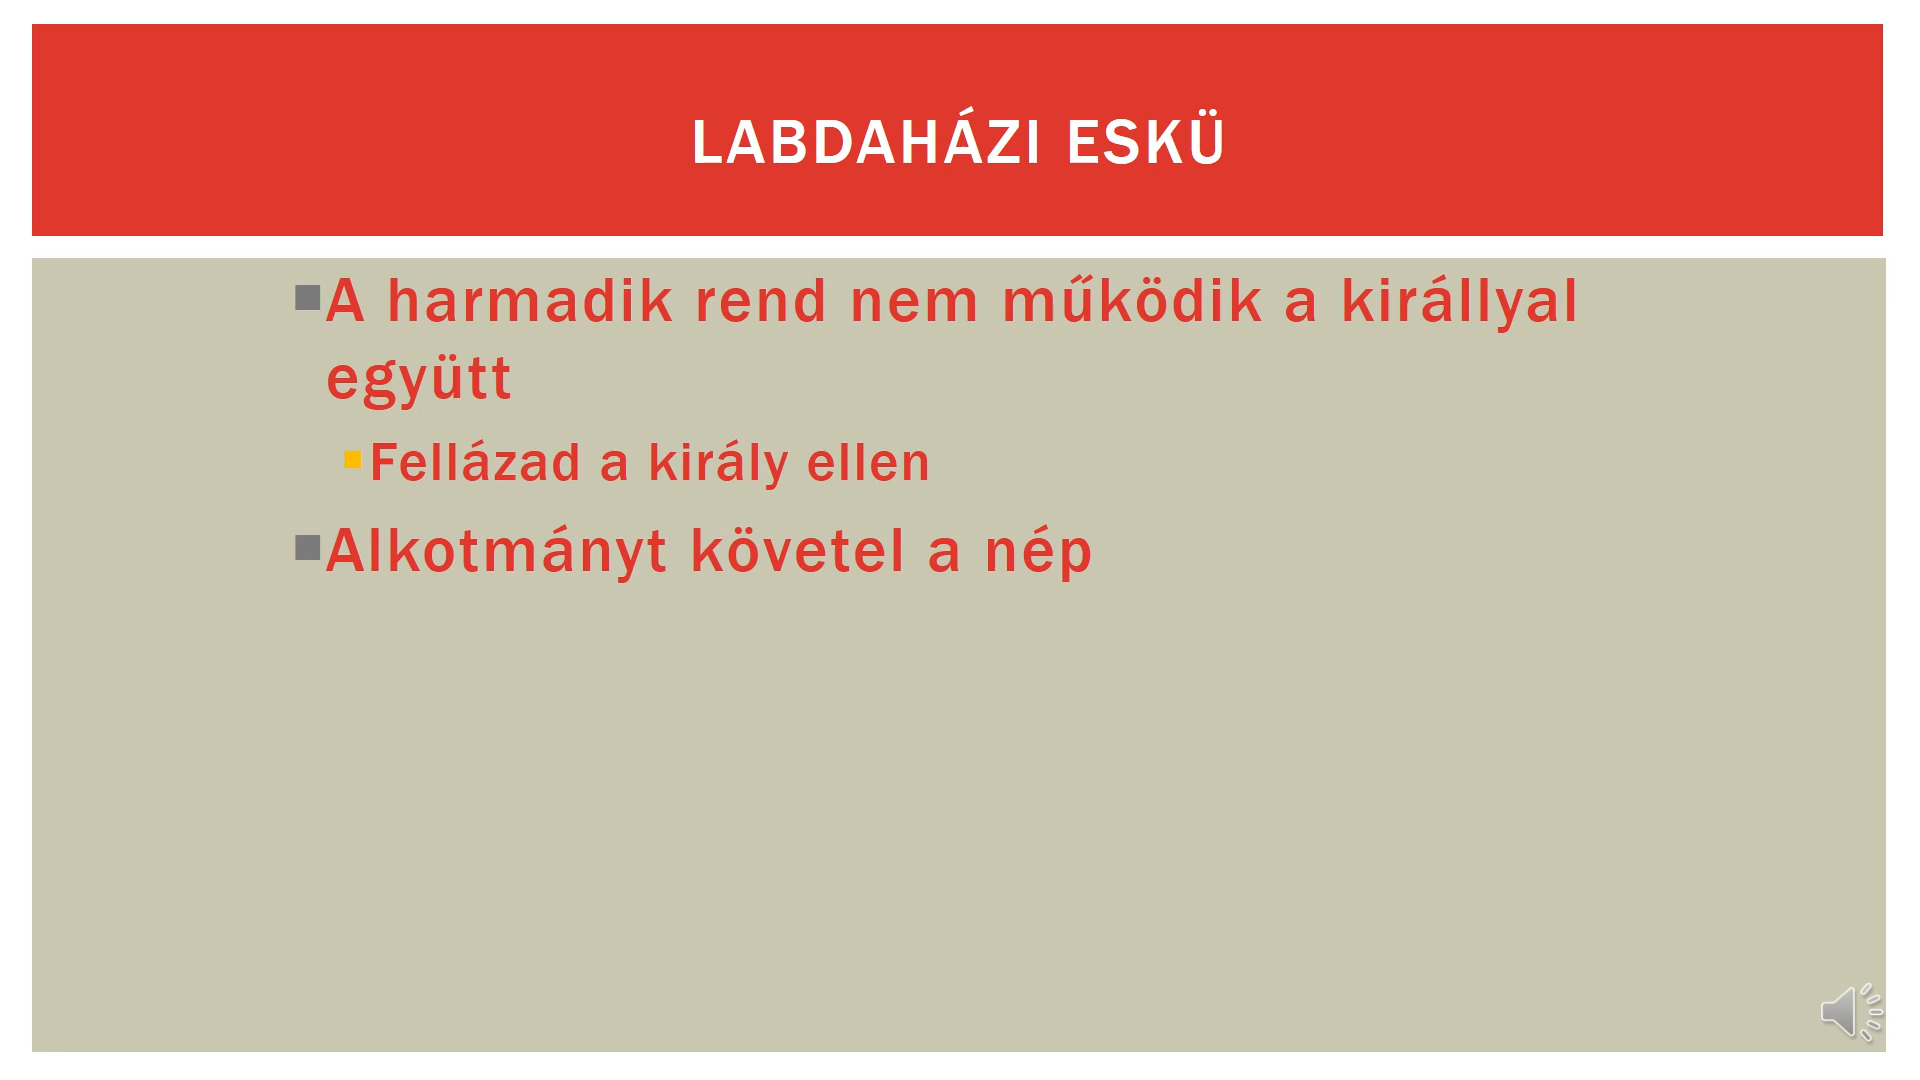 LABDAHÁZI ESKÜ
A harmadik rend nem működik a királlyal
együtt
Fellázad a király ellen
Alkotmányt követel a nép